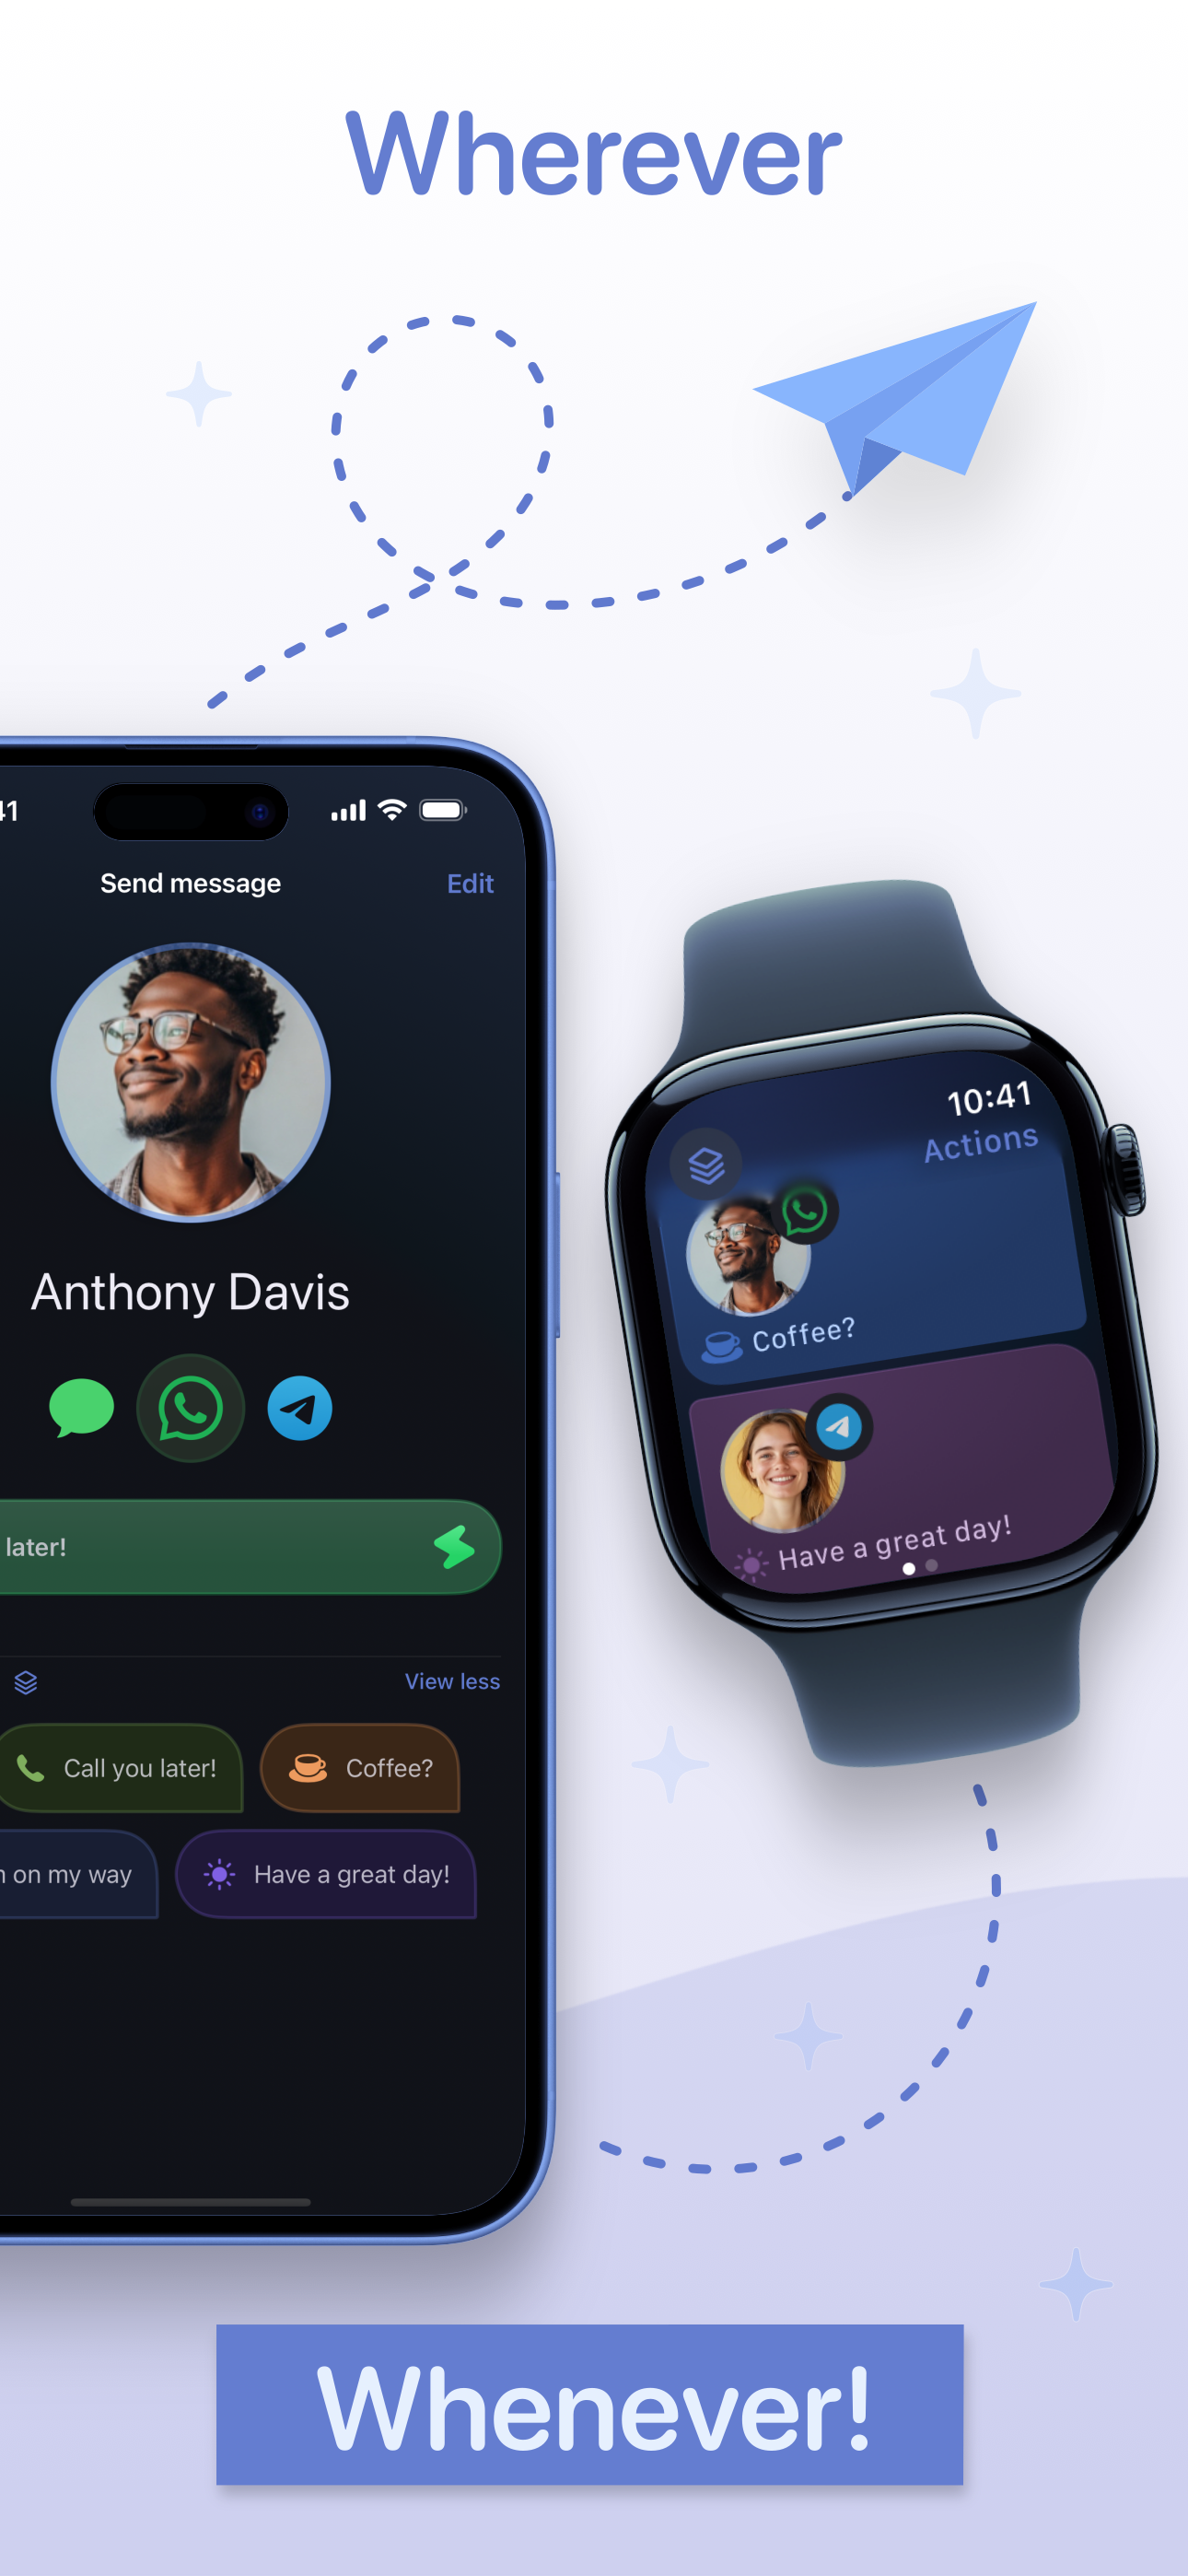 Wherever
41
Send message
Edit
Anthony Davis
later!
View less
Call you later!
Coffee?
on my way
Have a great day!
10:41
Actions
Coffee?
Have a great day!
Whenever!